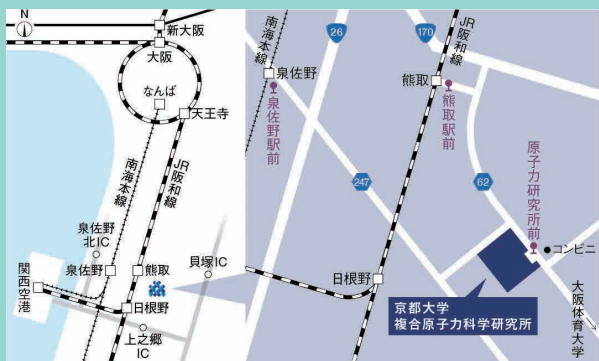 N
新大阪
大阪
なんば
天王寺
南海本線
JR阪和線
泉佐野
北IC
貝塚IC
泉佐野
熊取
関西空港
日根野
上之郷
IC
26
170
JR阪和線
南海本線
泉佐野
泉佐野駅前
熊取
熊取駅前
247
62
原子力研究所前
コンビニ
日根野
京都大学
複合原子力科学研究所
大阪体育大学